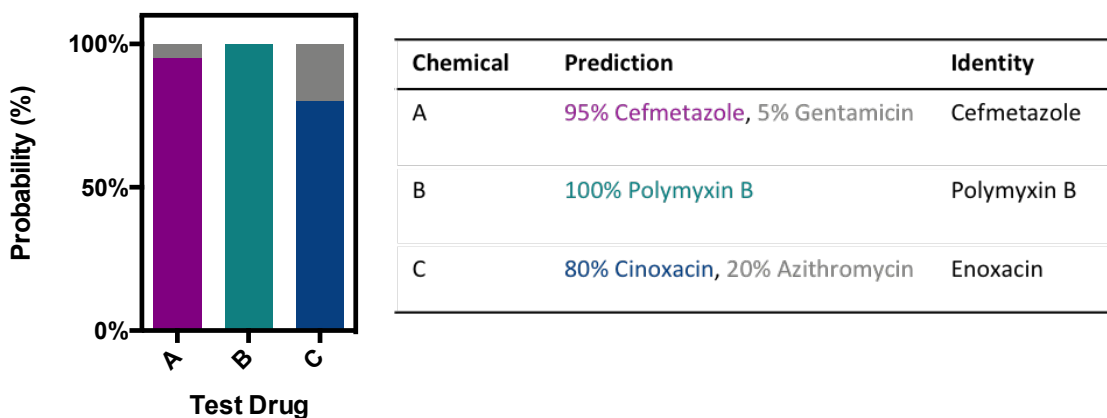 Probability (%)
100%
50%
0%
A
B
C
Test Drug
Chemical Prediction Identity
A 95% Cefmetazole, 5% Gentamicin Cefmetazole
B 100% Polymyxin B Polymyxin B
C 80% Cinoxacin, 20% Azithromycin Enoxacin